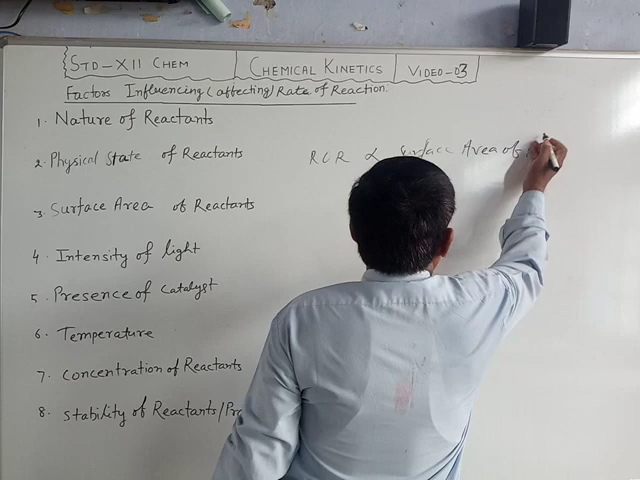 STD-XII CHEM CHEMICAL KINETICS VIDEO-03
Factors Influencing (affecting) Rate of Reaction:
1. Nature of Reactants
2. Physical State of Reactants
RCR ∝ Surface Area of
3. Surface Area of Reactants
4. Intensity of light
5. Presence of catalyst
6. Temperature
7. Concentration of Reactants
8. Stability of Reactants/Pro